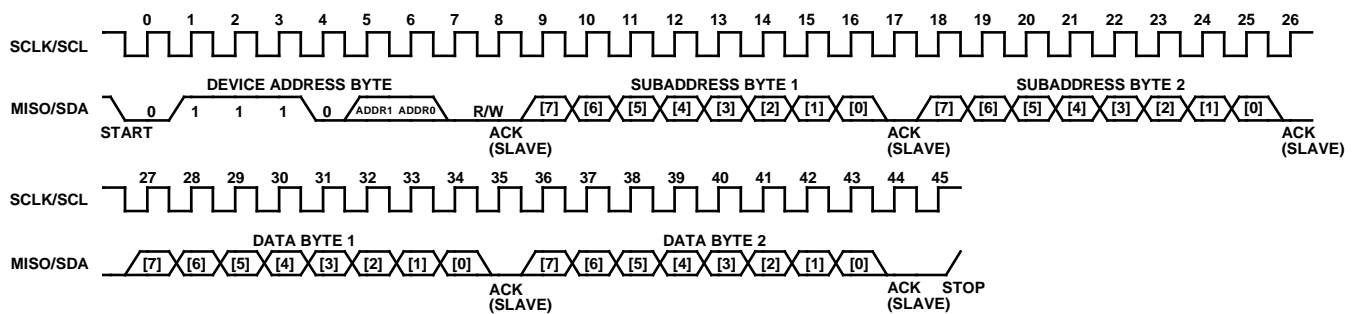 0 1 2 3 4 5 6 7 8 9 10 11 12 13 14 15 16 17 18 19 20 21 22 23 24 25 26
SCLK/SCL
DEVICE ADDRESS BYTE SUBADDRESS BYTE 1 SUBADDRESS BYTE 2
MISO/SDA 0 1 1 1 0 ADDR1 ADDR0 R/W [7] [6] [5] [4] [3] [2] [1] [0] [7] [6] [5] [4] [3] [2] [1] [0]
START ACK ACK ACK
(SLAVE) (SLAVE) (SLAVE)
27 28 29 30 31 32 33 34 35 36 37 38 39 40 41 42 43 44 45
SCLK/SCL
DATA BYTE 1 DATA BYTE 2
MISO/SDA [7] [6] [5] [4] [3] [2] [1] [0] [7] [6] [5] [4] [3] [2] [1] [0]
ACK ACK STOP
(SLAVE) (SLAVE)